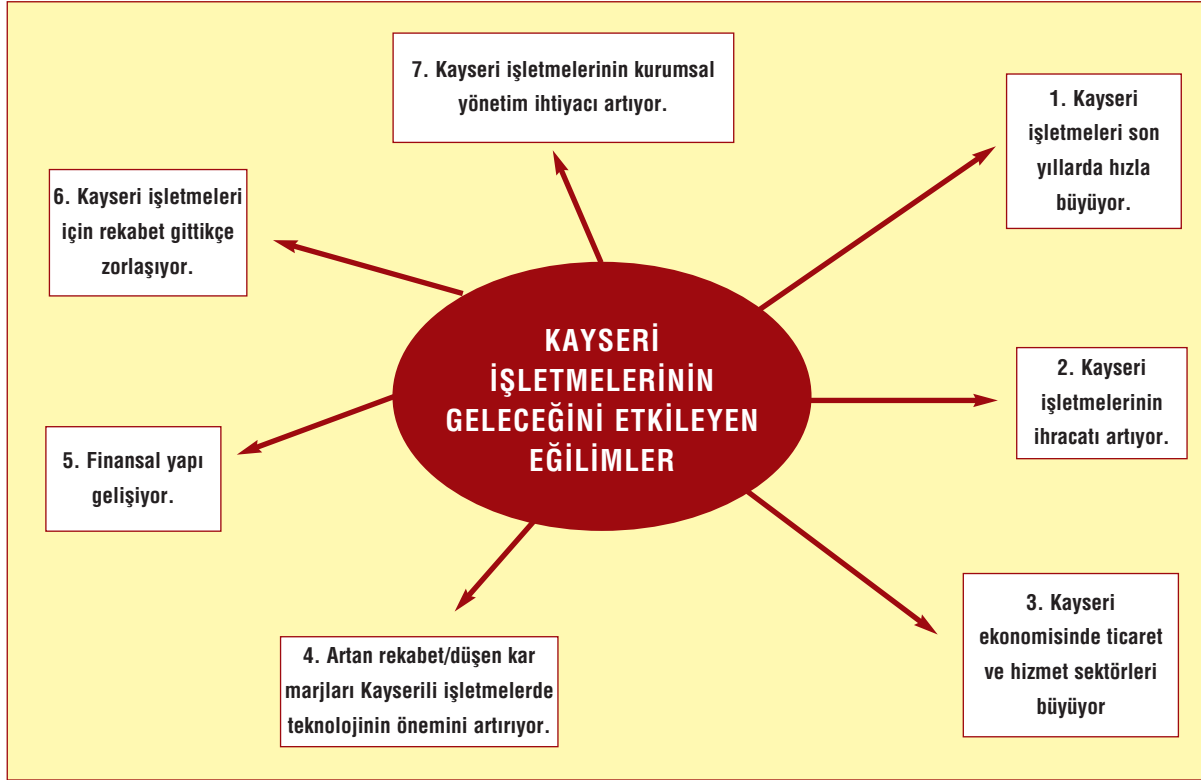 KAYSERİ
İŞLETMELERİNİN
GELECEĞİNİ ETKİLEYEN
EĞİLİMLER
1. Kayseri
işletmeleri son
yıllarda hızla
büyüyor.
2. Kayseri
işletmelerinin
ihracatı artıyor.
3. Kayseri
ekonomisinde ticaret
ve hizmet sektörleri
büyüyor
4. Artan rekabet/düşen kar
marjları Kayserili işletmelerde
teknolojinin önemini artırıyor.
5. Finansal yapı
gelişiyor.
6. Kayseri işletmeleri
için rekabet gittikçe
zorlaşıyor.
7. Kayseri işletmelerinin kurumsal
yönetim ihtiyacı artıyor.